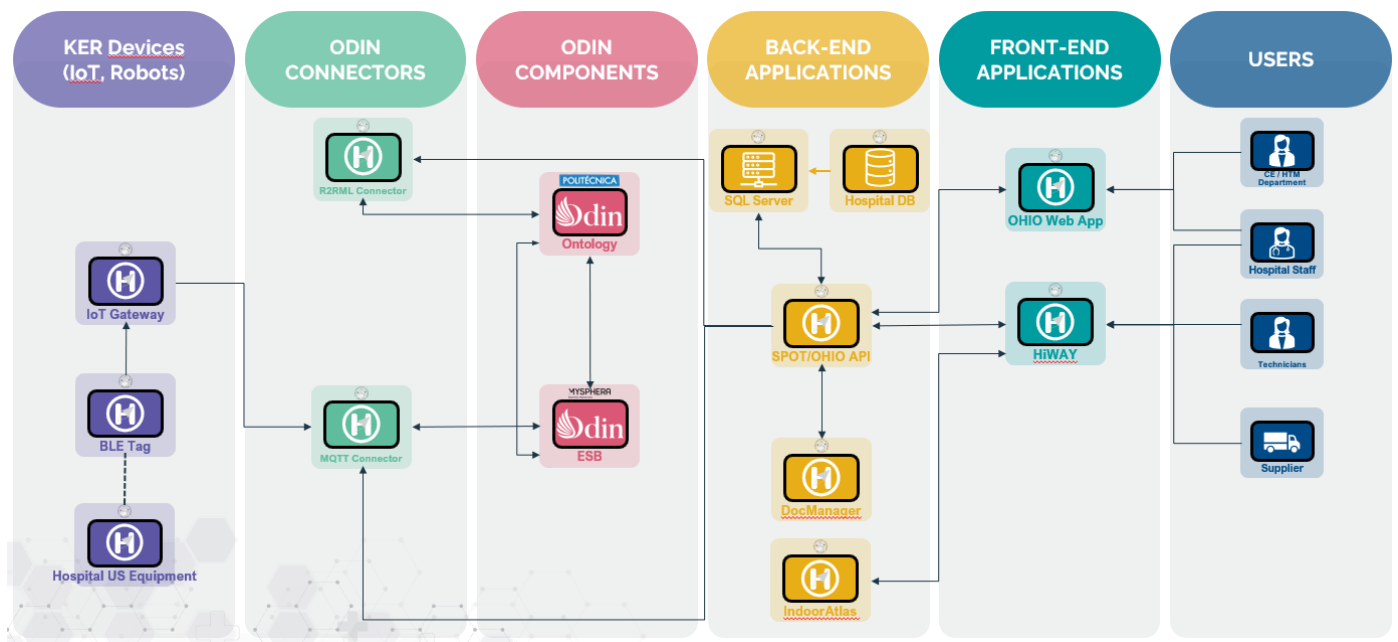 KER Devices
(IoT, Robots)
ODIN
CONNECTORS
ODIN
COMPONENTS
BACK-END
APPLICATIONS
FRONT-END
APPLICATIONS
USERS
IoT Gateway
BLE Tag
Hospital US Equipment
R2RML Connector
MQTT Connector
POLITÉCNICA
Odin
Ontology
MYSPHERA
Odin
ESB
SQL Server
Hospital DB
SPOT/OHIO API
DocManager
IndoorAtlas
OHIO Web App
HiWAY
CE / HTM
Department
Hospital Staff
Technicians
Supplier